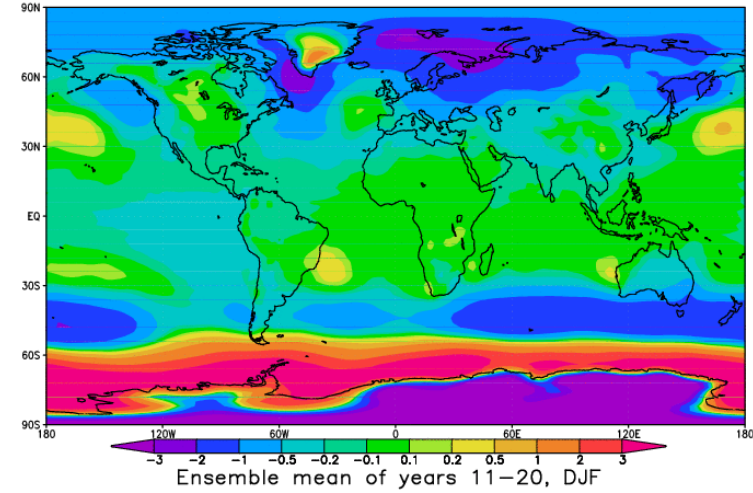 90N
60N
30N
EQ
30S
60S
90S
180 120W 60W 0 60E 120E 180
-3 -2 -1 -0.5 -0.2 -0.1 0.1 0.2 0.5 1 2 3
Ensemble mean of years 11-20, DJF